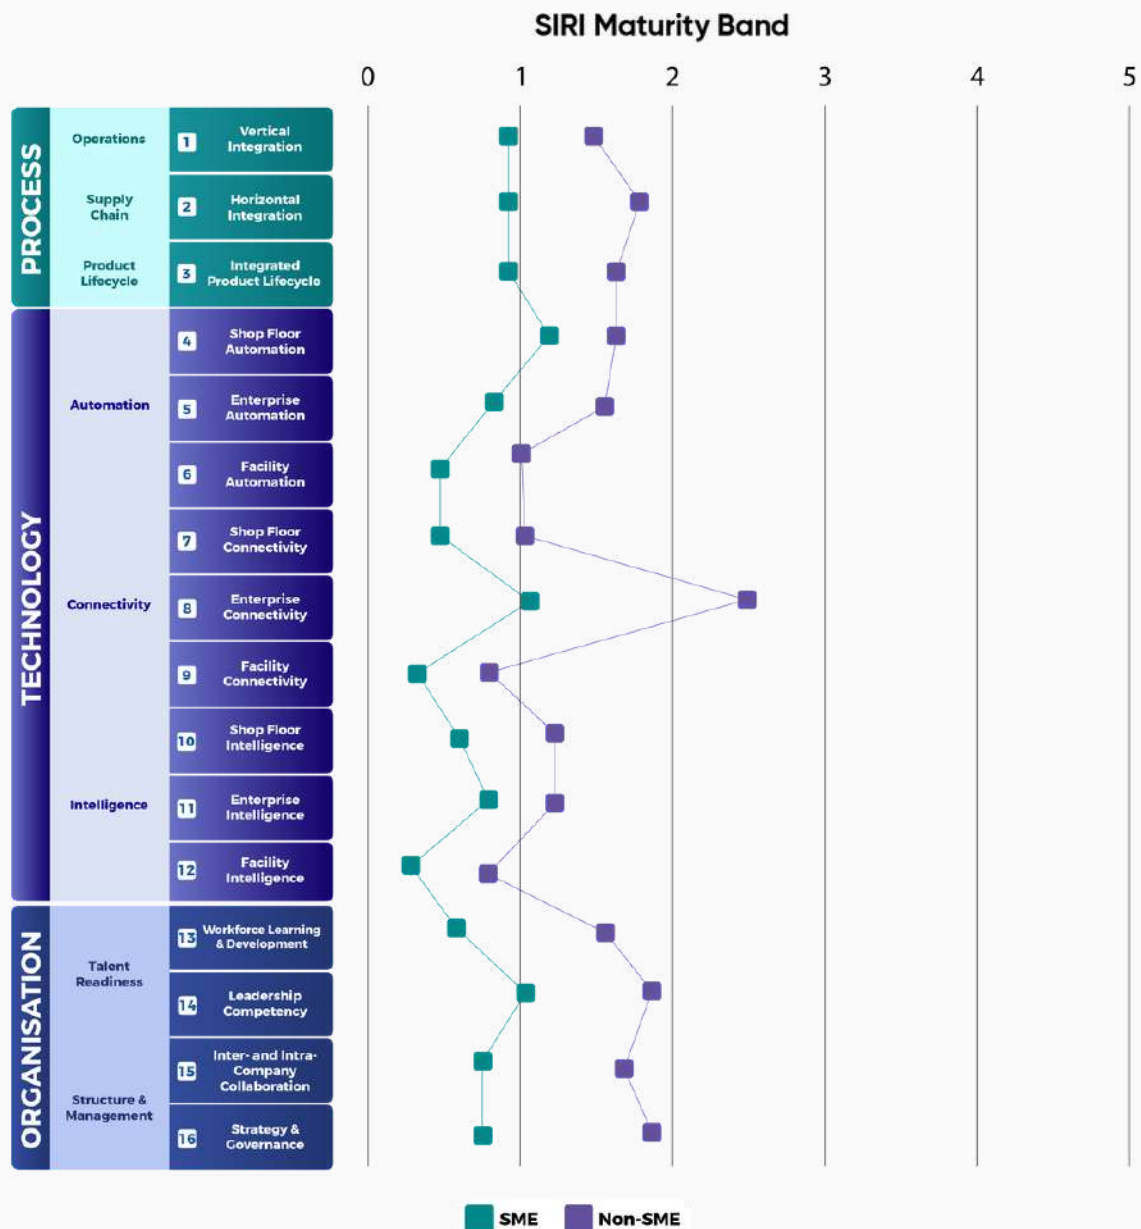 SIRI Maturity Band
0 1 2 3 4 5
PROCESS
Operations
1
Vertical
Integration
Supply
Chain
2
Horizontal
Integration
Product
Lifecycle
3
Integrated
Product Lifecycle
TECHNOLOGY
Automation
4
Shop Floor
Automation
5
Enterprise
Automation
6
Facility
Automation
Connectivity
7
Shop Floor
Connectivity
8
Enterprise
Connectivity
9
Facility
Connectivity
Intelligence
10
Shop Floor
Intelligence
11
Enterprise
Intelligence
12
Facility
Intelligence
ORGANISATION
Talent
Readiness
13
Workforce Learning
& Development
14
Leadership
Competency
Structure &
Management
15
Inter- and Intra-
Company
Collaboration
16
Strategy &
Governance
SME
Non-SME